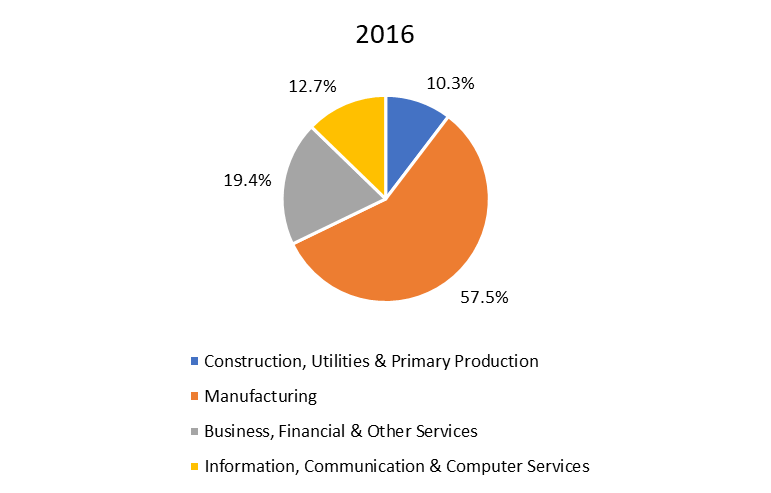 2016
12.7%
10.3%
19.4%
57.5%
Construction, Utilities & Primary Production
Manufacturing
Business, Financial & Other Services
Information, Communication & Computer Services